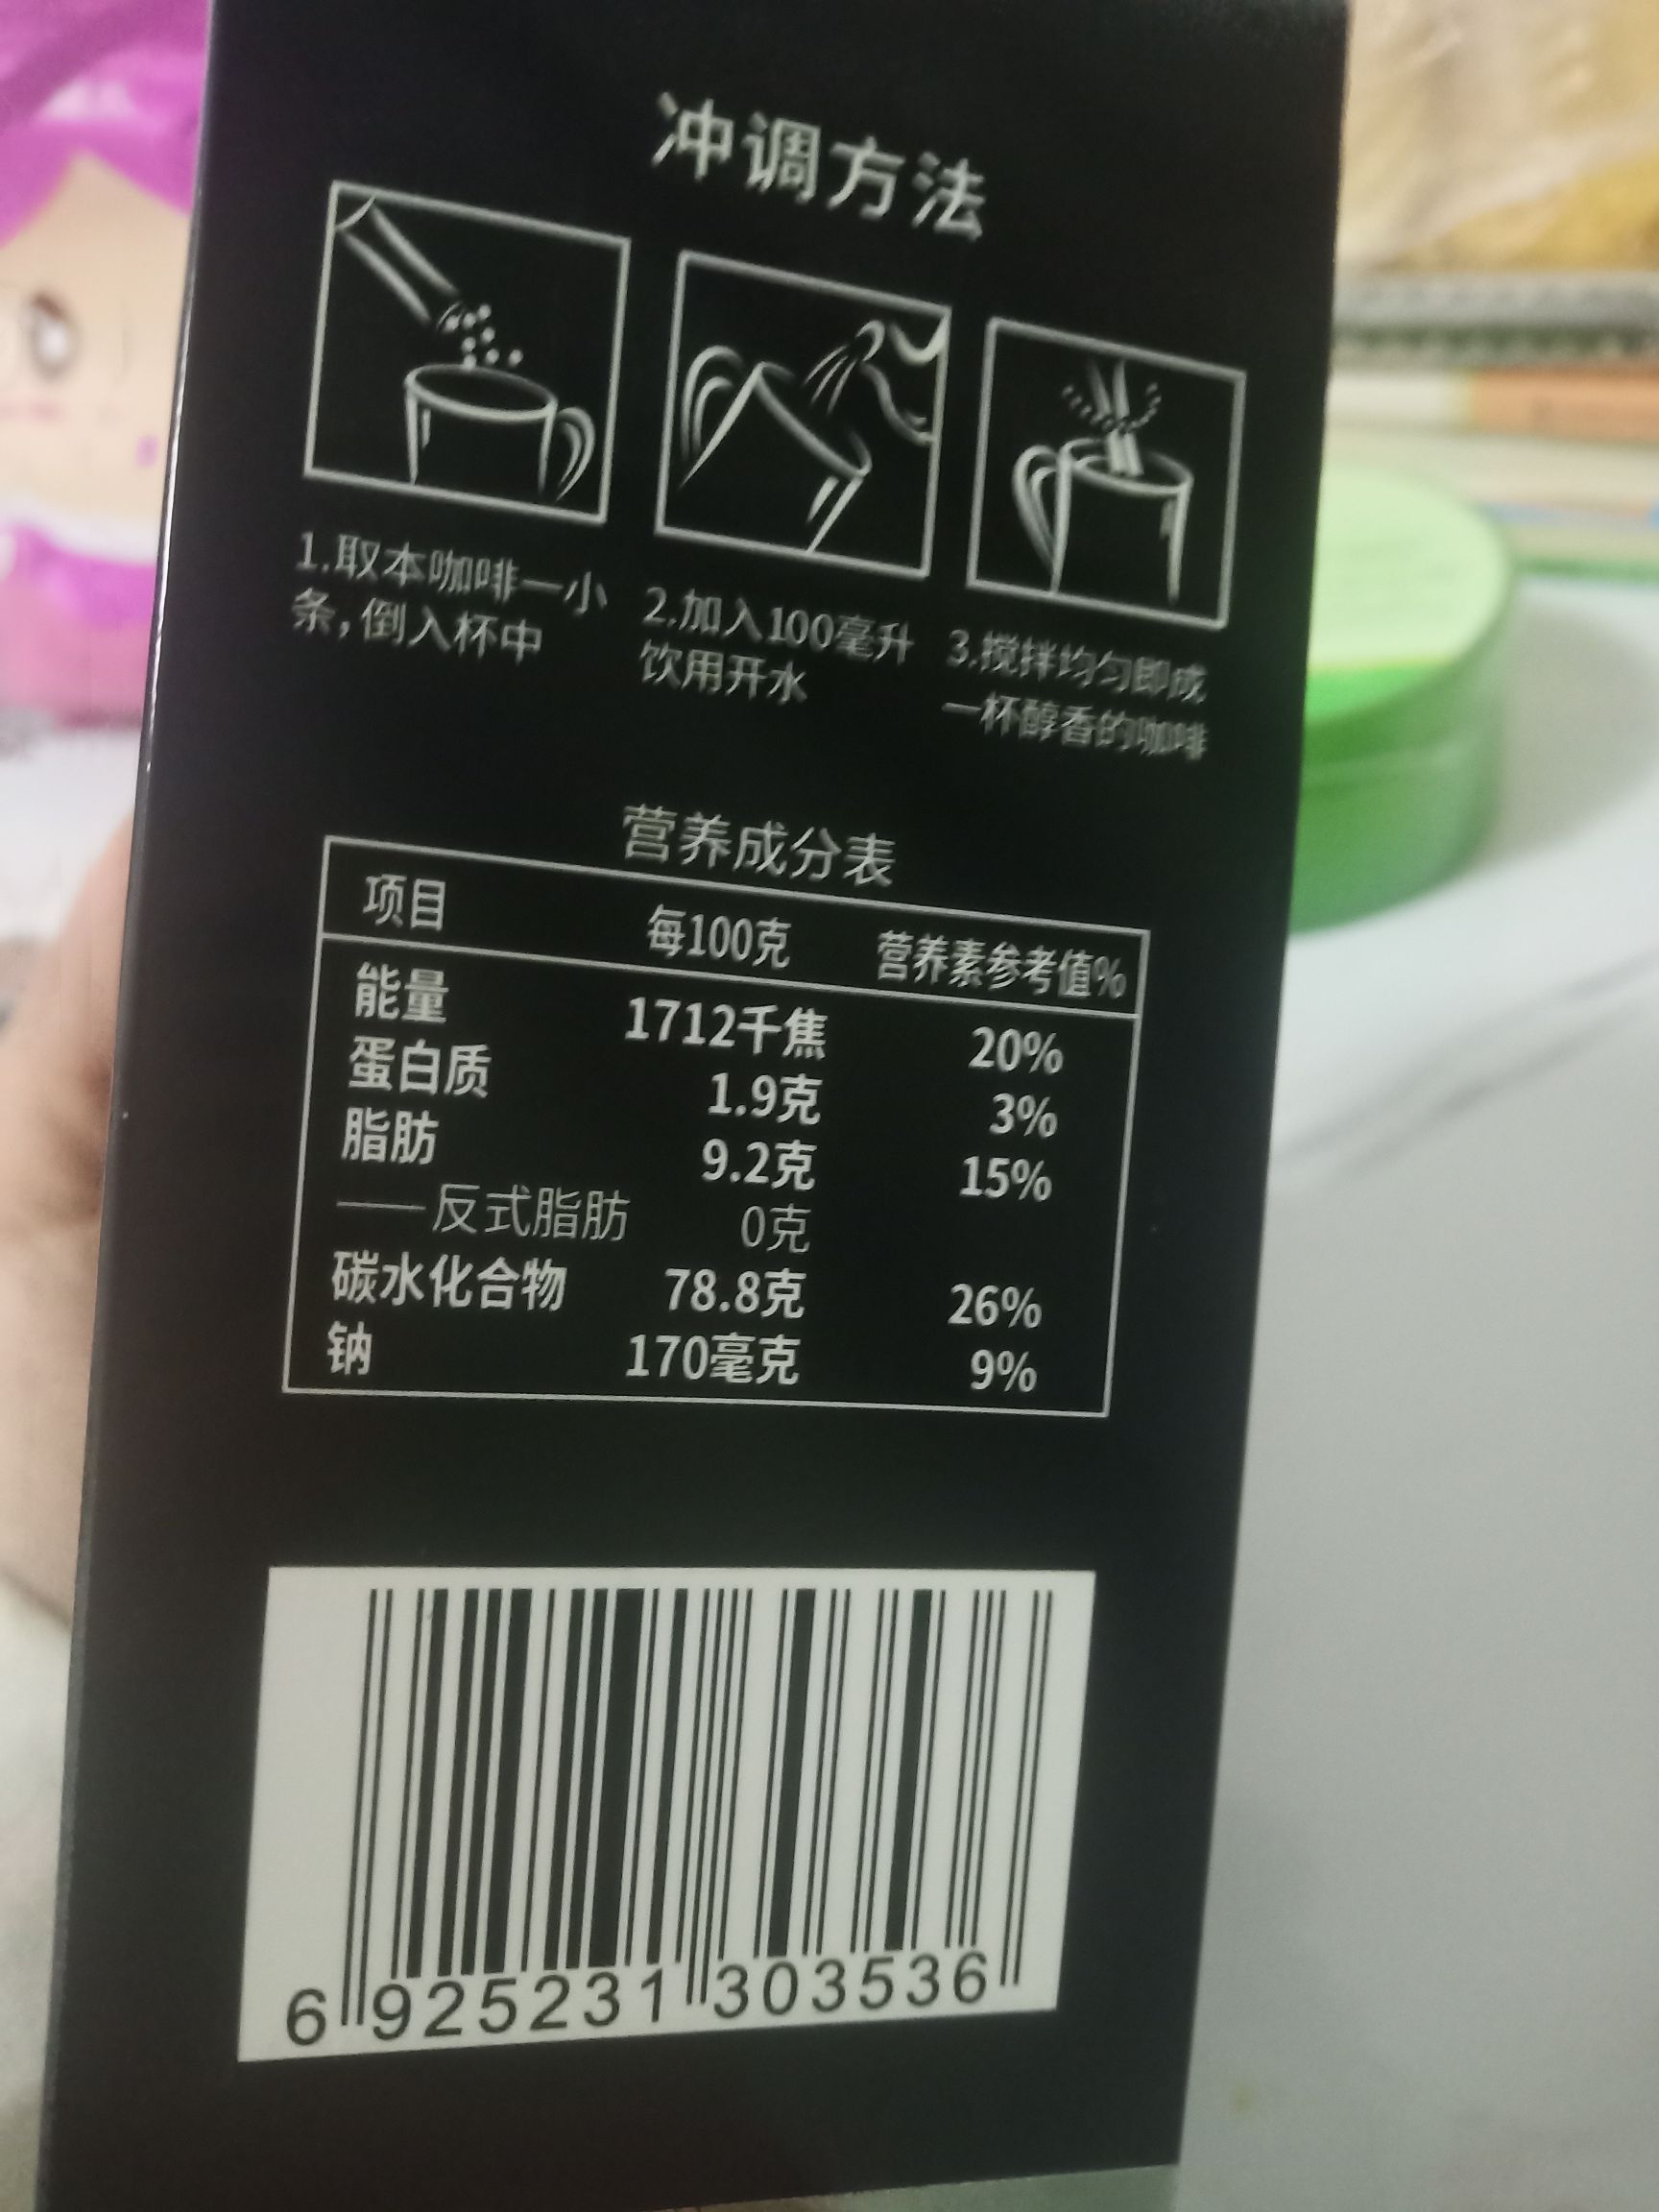 冲调方法
1.取本咖啡一小
条,倒入杯中
2.加入100毫升
饮用开水
3.搅拌均匀即成
一杯醇香的咖啡
营养成分表
项目 每100克 营养素参考值%
能量 1712千焦 20%
蛋白质 1.9克 3%
脂肪 9.2克 15%
——反式脂肪 0克
碳水化合物 78.8克 26%
钠 170毫克 9%
6 925231 303536